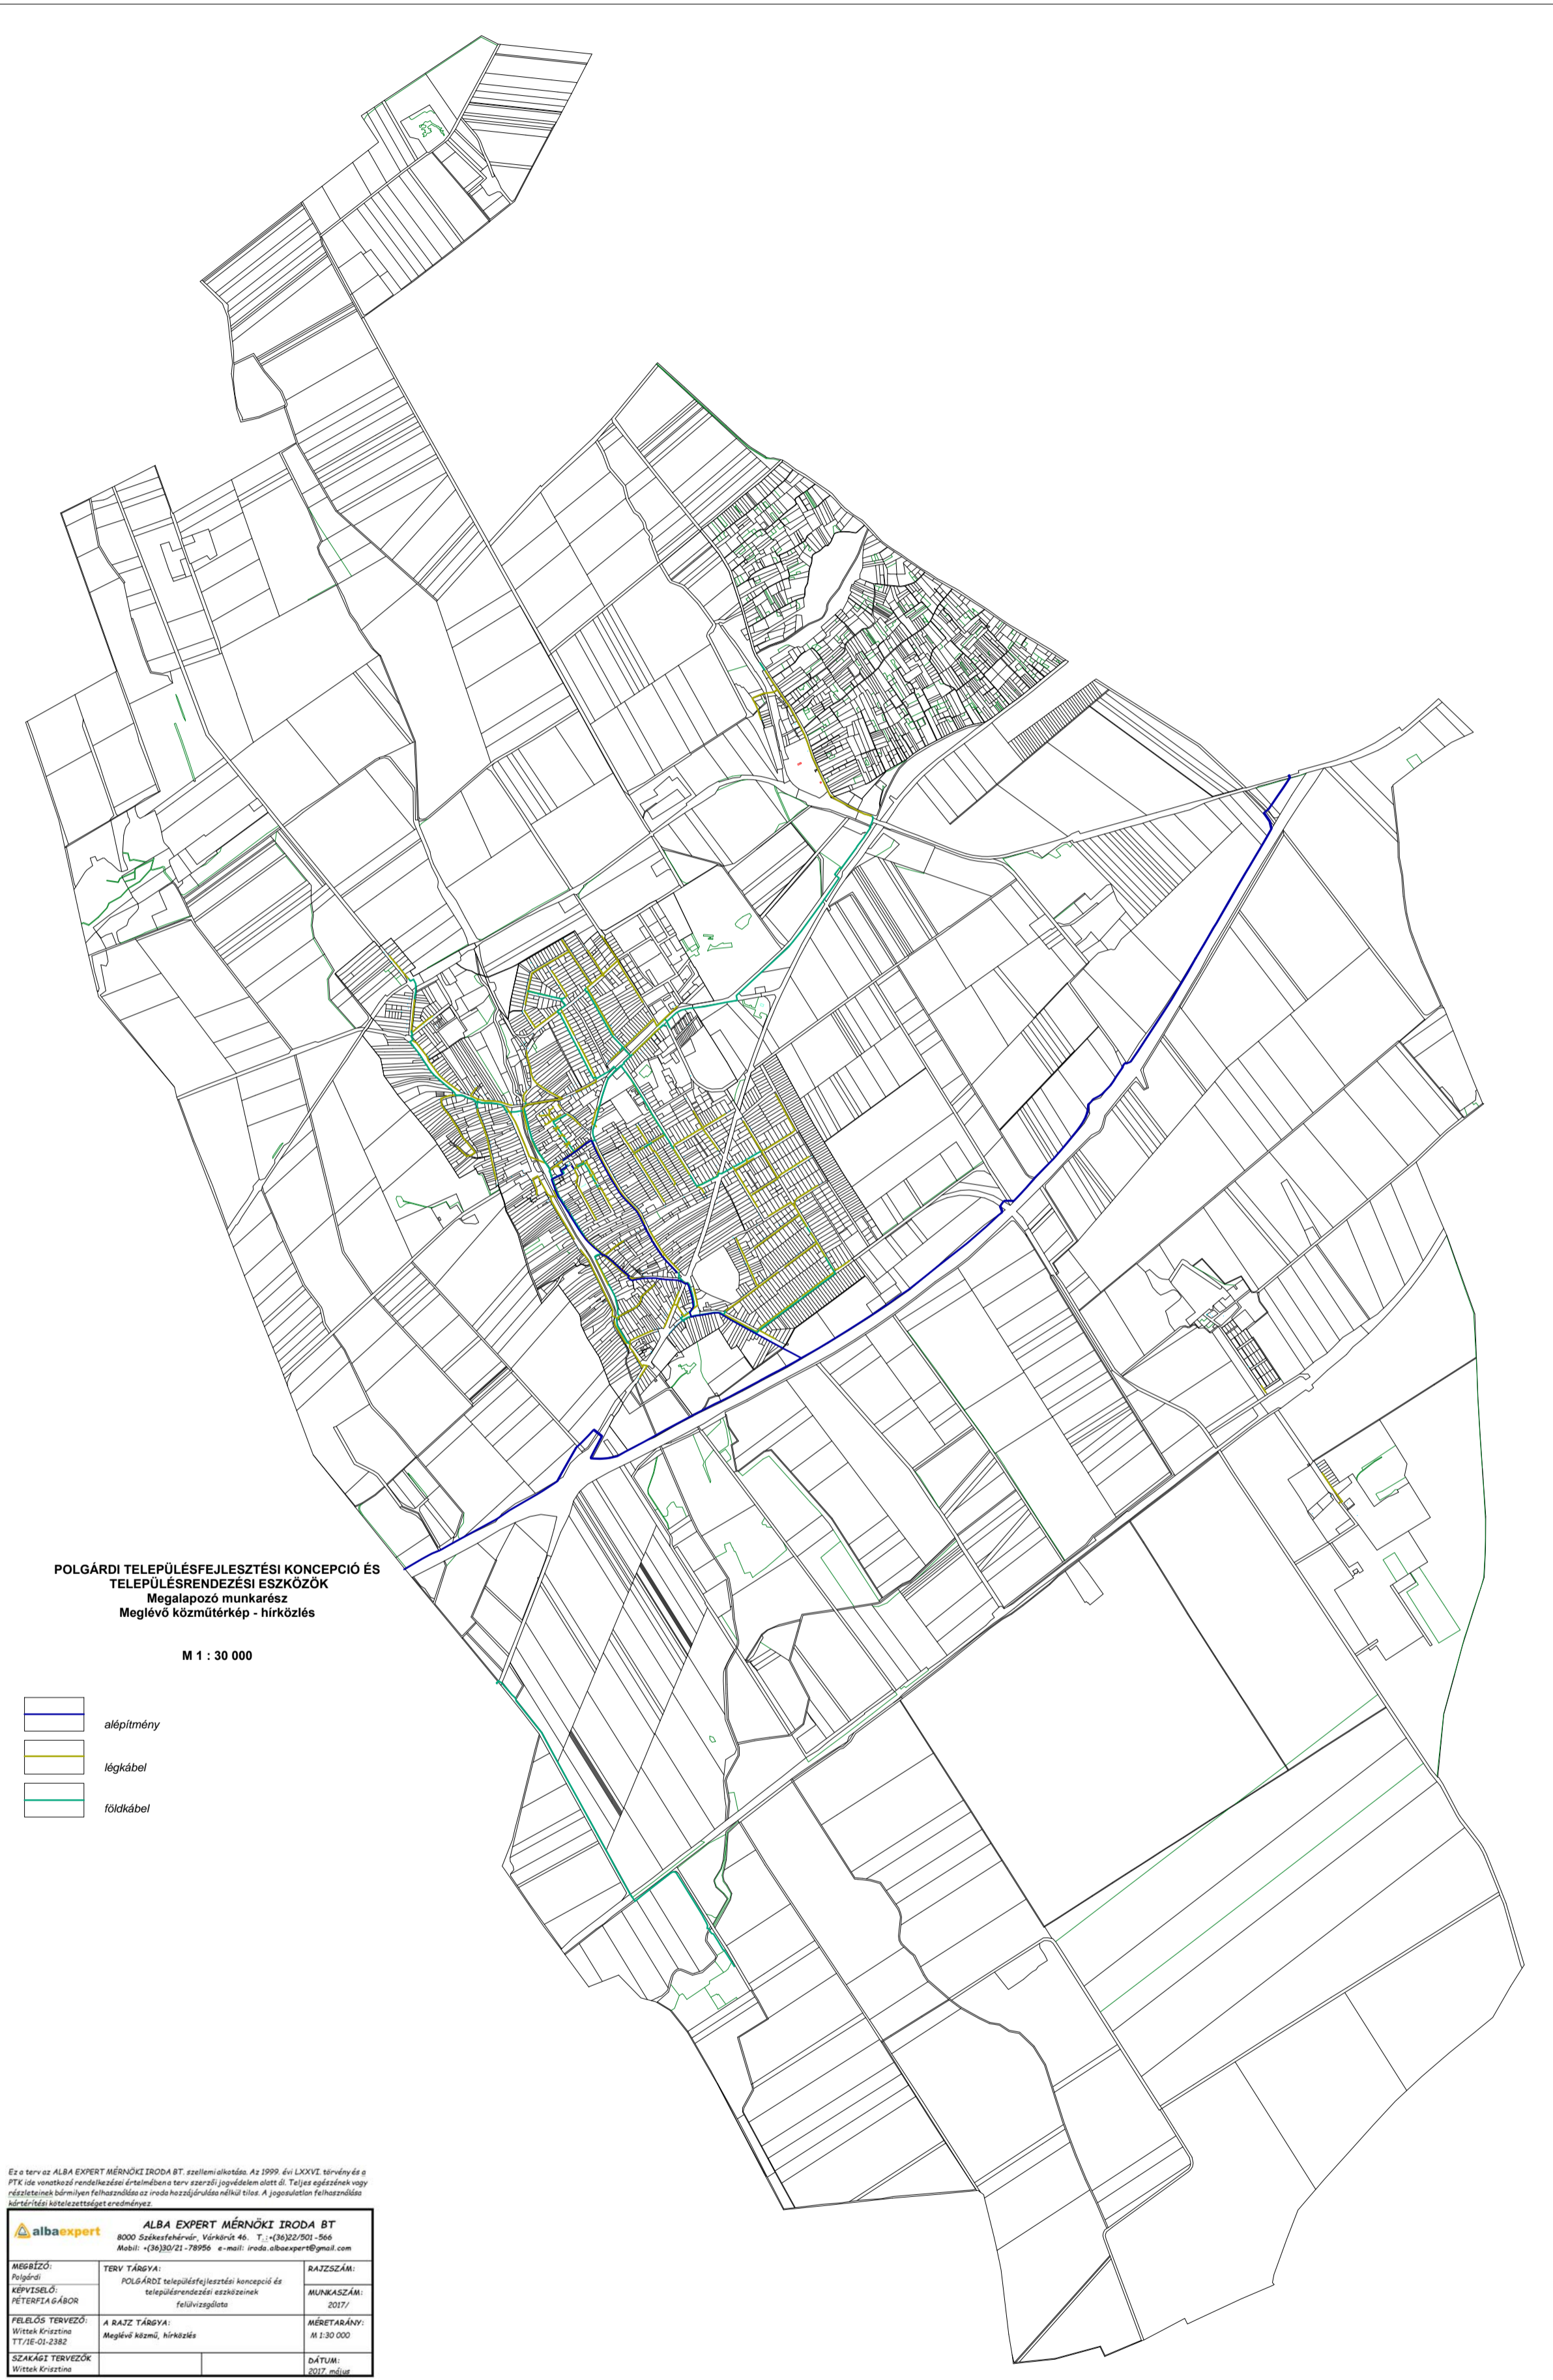 POLGÁRDI TELEPÜLÉSFEJLESZTÉSI KONCEPCIÓ ÉS
TELEPÜLÉSRENDEZÉSI ESZKÖZÖK
Megalapozó munkarész
Meglévő közműtérkép - hírközlés
M 1 : 30 000
alépítmény
légkábel
földkábel
Ez a terv az ALBA EXPERT MÉRNÖKI IRODA BT. szellemi alkotása. Az 1999. évi LXXVI. törvény és a
PTK ide vonatkozó rendelkezései értelmében a terv szerzői jogvédelem alatt ál. Teljes egészének vagy
részleteinek bármilyen felhasználása az iroda hozzájárulása nélkül tilos. A jogosulatlan felhasználása
kártérítési kötelezettséget eredményez.
albaexpert
ALBA EXPERT MÉRNÖKI IRODA BT
8000 Székesfehérvár, Várkörút 46. T.:+(36)22/501-566
Mobil: +(36)30/21-78956 e-mail: iroda.albaexpert@gmail.com
MEGBÍZÓ:
Polgárdi
KÉPVISELŐ:
PÉTERFIA GÁBOR
TERV TÁRGYA:
POLGÁRDI településfejlesztési koncepció és
településrendezési eszközeinek
felülvizsgálata
RAJZSZÁM:
MUNKASZÁM:
2017/
FELELŐS TERVEZŐ:
Wittek Krisztina
TT/1E-01-2382
A RAJZ TÁRGYA:
Meglévő közmű, hírközlés
MÉRETARÁNY:
M 1:30 000
SZAKÁGI TERVEZŐK
Wittek Krisztina
DÁTUM:
2017. május